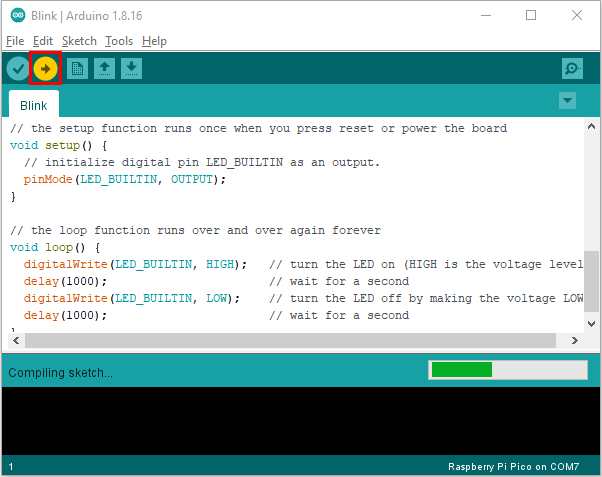 Blink | Arduino 1.8.16
File Edit Sketch Tools Help
Blink
// the setup function runs once when you press reset or power the board
void setup() {
  // initialize digital pin LED_BUILTIN as an output.
  pinMode(LED_BUILTIN, OUTPUT);
}
// the loop function runs over and over again forever
void loop() {
  digitalWrite(LED_BUILTIN, HIGH);   // turn the LED on (HIGH is the voltage level
  delay(1000);                       // wait for a second
  digitalWrite(LED_BUILTIN, LOW);    // turn the LED off by making the voltage LOW
  delay(1000);                       // wait for a second
}
Compiling sketch...
1 Raspberry Pi Pico on COM7